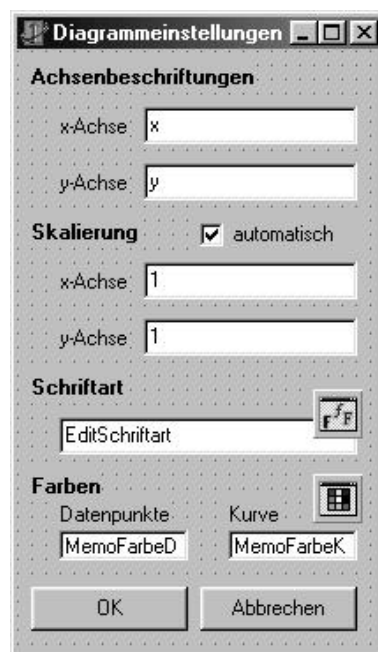 Diagrammeinstellungen
Achsenbeschriftungen
x-Achse x
y-Achse y
Skalierung automatisch
x-Achse 1
y-Achse 1
Schriftart
EditSchriftart
Farben
Datenpunkte Kurve
MemoFarbeD MemoFarbeK
OK Abbrechen